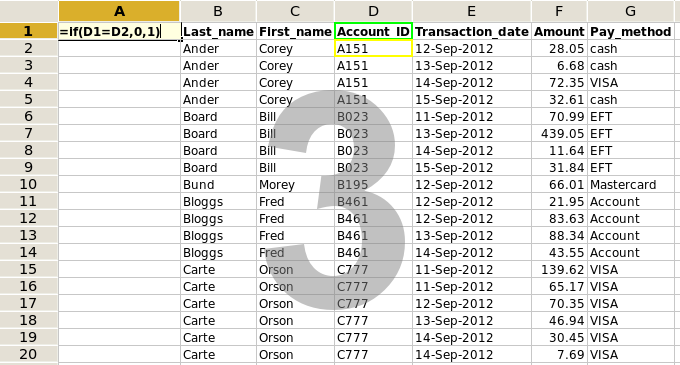 A B C D E F G
1 =if(D1=D2,0,1) Last_name First_name Account_ID Transaction_date Amount Pay_method
2 Ander Corey A151 12-Sep-2012 28.05 cash
3 Ander Corey A151 13-Sep-2012 6.68 cash
4 Ander Corey A151 14-Sep-2012 72.35 VISA
5 Ander Corey A151 15-Sep-2012 32.61 cash
6 Board Bill B023 11-Sep-2012 70.99 EFT
7 Board Bill B023 13-Sep-2012 439.05 EFT
8 Board Bill B023 14-Sep-2012 11.64 EFT
9 Board Bill B023 15-Sep-2012 31.84 EFT
10 Bund Morey B195 12-Sep-2012 66.01 Mastercard
11 Bloggs Fred B461 12-Sep-2012 21.95 Account
12 Bloggs Fred B461 12-Sep-2012 83.63 Account
13 Bloggs Fred B461 13-Sep-2012 88.34 Account
14 Bloggs Fred B461 14-Sep-2012 43.55 Account
15 Carte Orson C777 11-Sep-2012 139.62 VISA
16 Carte Orson C777 11-Sep-2012 65.17 VISA
17 Carte Orson C777 12-Sep-2012 70.35 VISA
18 Carte Orson C777 13-Sep-2012 46.94 VISA
19 Carte Orson C777 14-Sep-2012 30.45 VISA
20 Carte Orson C777 14-Sep-2012 7.69 VISA
3